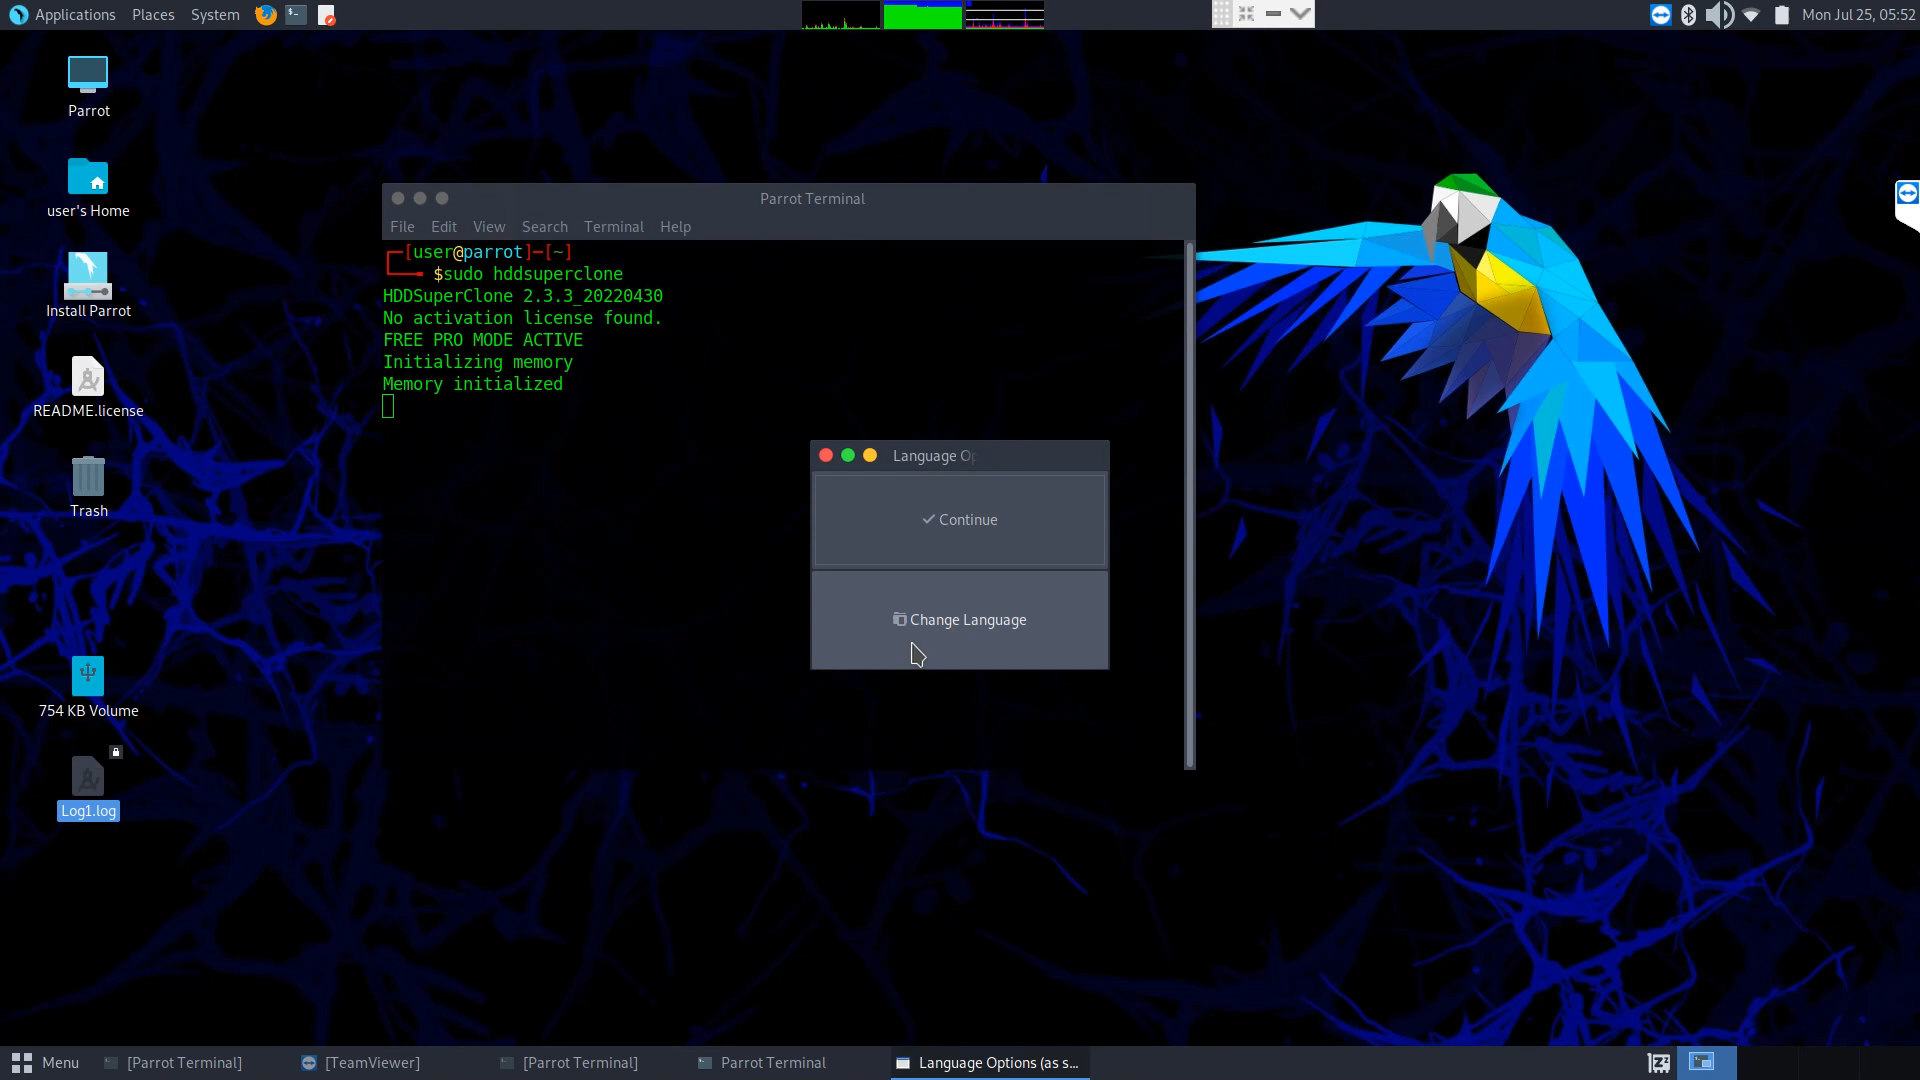 Applications Places System
Mon Jul 25, 05:52
Parrot
user's Home
Install Parrot
README.license
Trash
754 KB Volume
Log1.log
Parrot Terminal
File Edit View Search Terminal Help
┌─[user@parrot]─[~]
└──╼ $sudo hddsuperclone
HDDSuperClone 2.3.3_20220430
No activation license found.
FREE PRO MODE ACTIVE
Initializing memory
Memory initialized
Language Op
Continue
Change Language
Menu [Parrot Terminal] [TeamViewer] [Parrot Terminal] Parrot Terminal Language Options (as s...